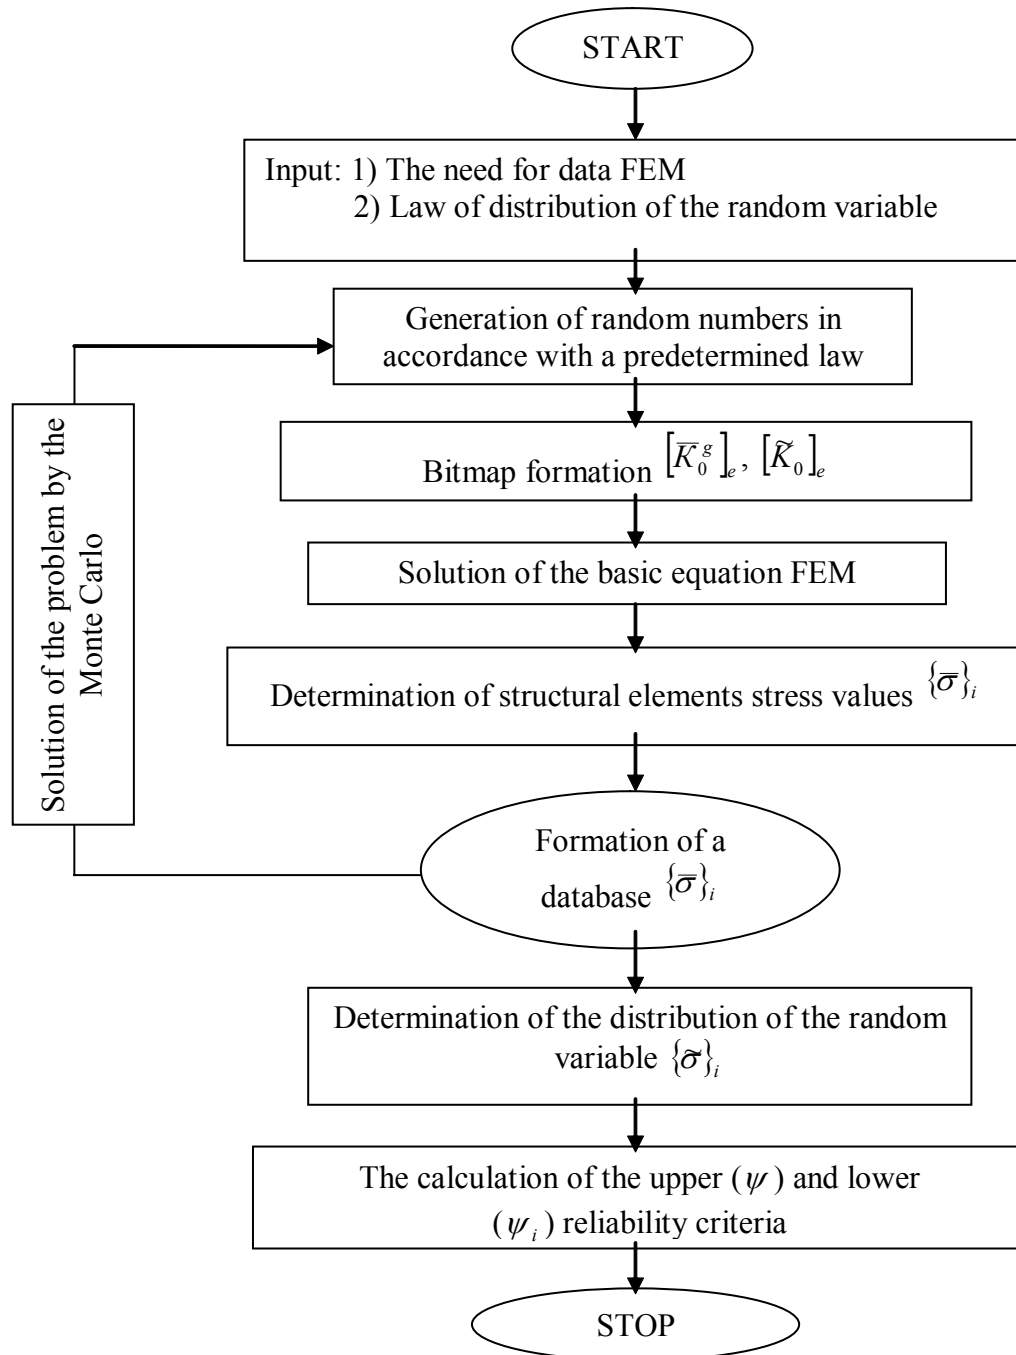 START
Input: 1) The need for data FEM
2) Law of distribution of the random variable
Generation of random numbers in
accordance with a predetermined law
Bitmap formation [K̅₀ᵍ]ₑ, [K̃₀]ₑ
Solution of the basic equation FEM
Determination of structural elements stress values {σ̅}ᵢ
Solution of the problem by the
Monte Carlo
Formation of a
database {σ̅}ᵢ
Determination of the distribution of the random
variable {σ̃}ᵢ
The calculation of the upper (ψ) and lower
(ψᵢ) reliability criteria
STOP